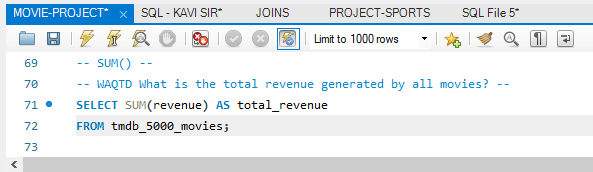 MOVIE-PROJECT* SQL - KAVI SIR* JOINS PROJECT-SPORTS SQL File 5*
Limit to 1000 rows
69 -- SUM() --
70 -- WAQTD What is the total revenue generated by all movies? --
71 SELECT SUM(revenue) AS total_revenue
72 FROM tmdb_5000_movies;
73